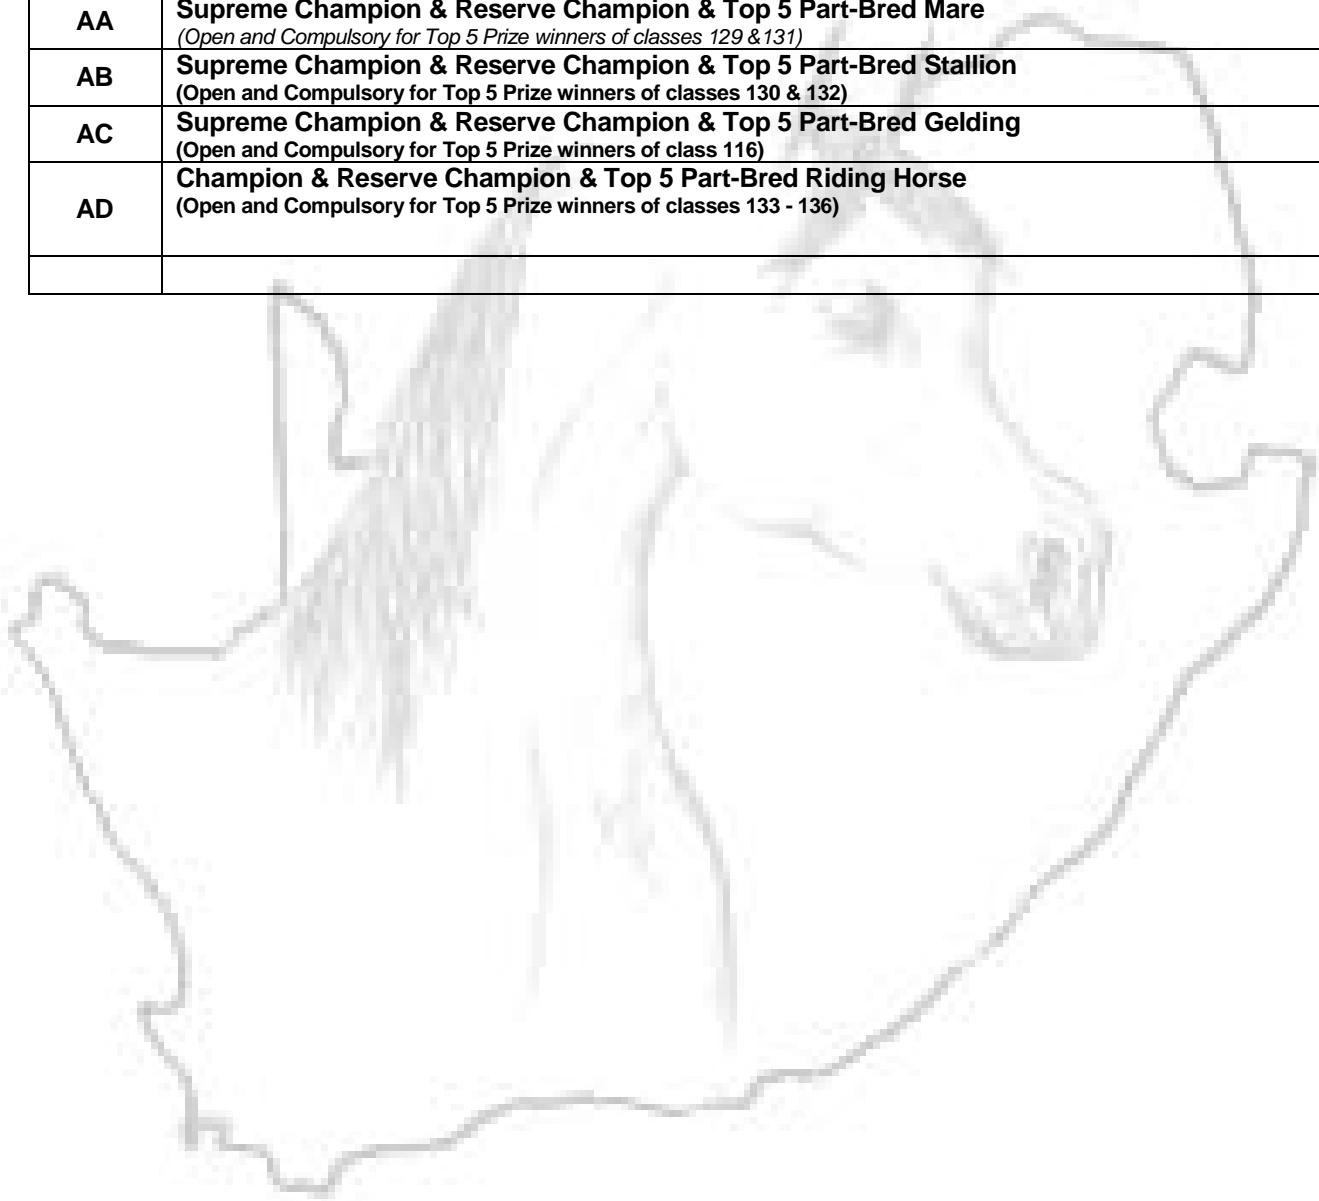 AA
Supreme Champion & Reserve Champion & Top 5 Part-Bred Mare
(Open and Compulsory for Top 5 Prize winners of classes 129 &131)
AB
Supreme Champion & Reserve Champion & Top 5 Part-Bred Stallion
(Open and Compulsory for Top 5 Prize winners of classes 130 & 132)
AC
Supreme Champion & Reserve Champion & Top 5 Part-Bred Gelding
(Open and Compulsory for Top 5 Prize winners of class 116)
AD
Champion & Reserve Champion & Top 5 Part-Bred Riding Horse
(Open and Compulsory for Top 5 Prize winners of classes 133 - 136)